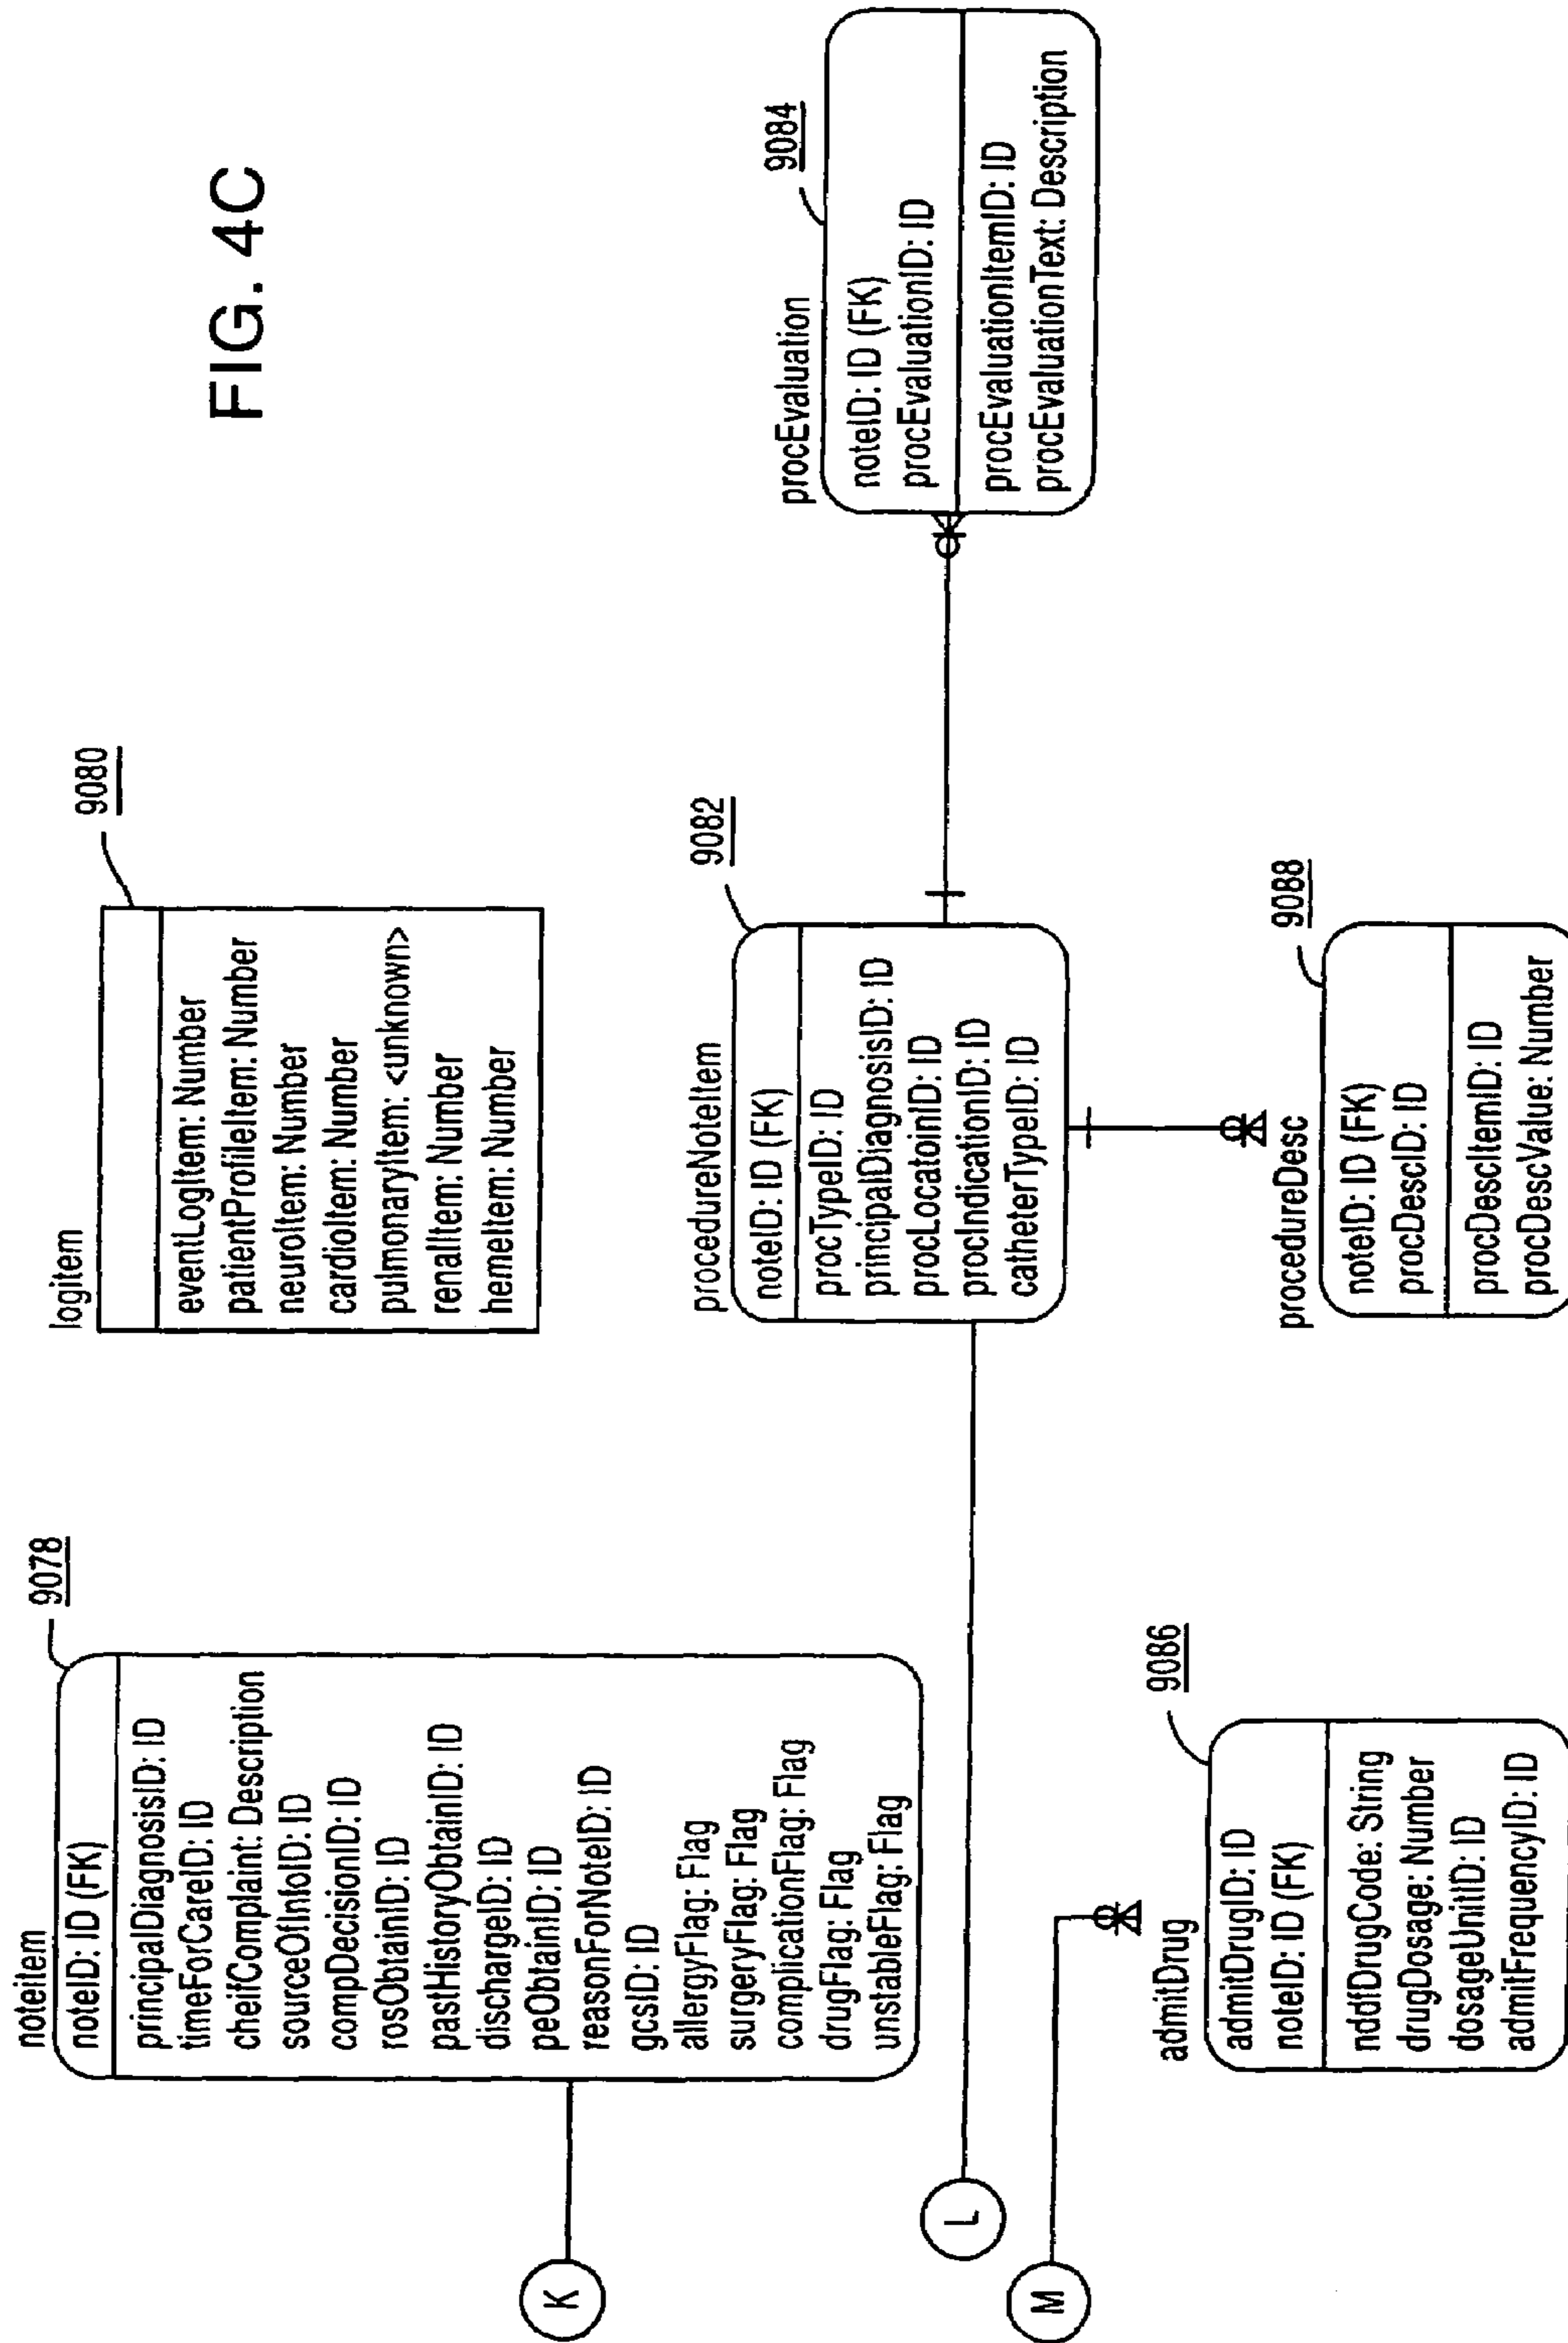 FIG. 4C
noteitem
9078
noteID: ID (FK)
principalDiagnosisID: ID
timeForCareID: ID
cheifComplaint: Description
sourceOfInfoID: ID
compDecisionID: ID
rosObtainID: ID
pastHistoryObtainID: ID
dischargeID: ID
peObtainID: ID
reasonForNoteID: ID
gcsID: ID
allergyFlag: Flag
surgeryFlag: Flag
complicationFlag: Flag
drugFlag: Flag
unstableFlag: Flag
logitem
9080
eventLogItem: Number
patientProfileItem: Number
neuroItem: Number
cardioItem: Number
pulmonaryItem: <unknown>
renalItem: Number
hemeItem: Number
K
L
M
procedureNoteItem
9082
noteID: ID (FK)
procTypeID: ID
principalDiagnosisID: ID
procLocatoinID: ID
procIndicationID: ID
catheterTypeID: ID
procEvaluation
9084
noteID: ID (FK)
procEvaluationID: ID
procEvaluationItemID: ID
procEvaluationText: Description
admitDrug
9086
admitDrugID: ID
noteID: ID (FK)
nddfDrugCode: String
drugDosage: Number
dosageUnitID: ID
admitFrequencyID: ID
procedureDesc
9088
noteID: ID (FK)
procDescID: ID
procDescItemID: ID
procDescValue: Number